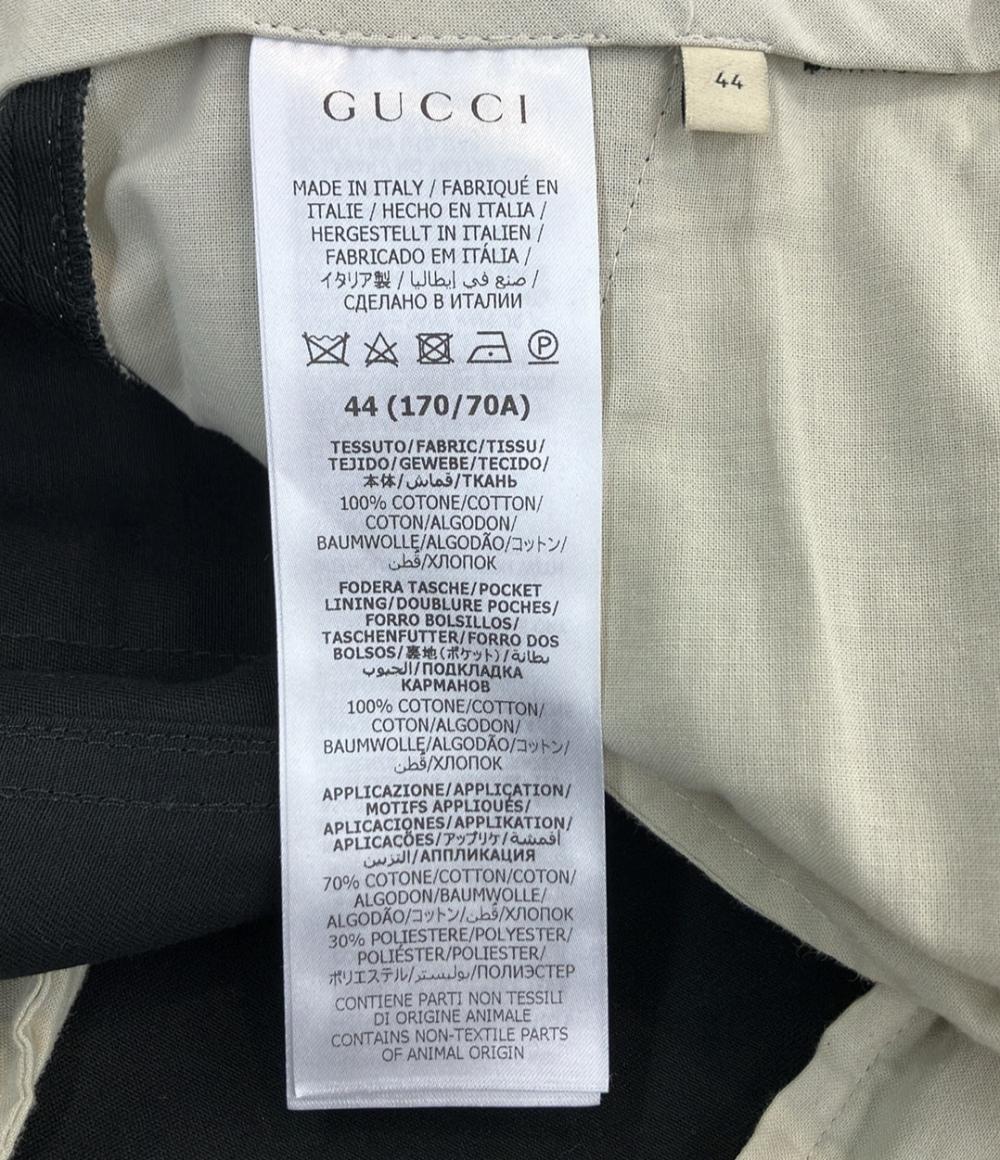 GUCCI
44
MADE IN ITALY / FABRIQUÉ EN
ITALIE / HECHO EN ITALIA /
HERGESTELLT IN ITALIEN /
FABRICADO EM ITÁLIA /
イタリア製 / صنع في إيطاليا /
СДЕЛАНО В ИТАЛИИ
P
44 (170/70A)
TESSUTO/FABRIC/TISSU/
TEJIDO/GEWEBE/TECIDO/
本体/قماش/ТКАНЬ
100% COTONE/COTTON/
COTON/ALGODON/
BAUMWOLLE/ALGODÃO/コットン/
قُطن/ХЛОПОК
FODERA TASCHE/POCKET
LINING/DOUBLURE POCHES/
FORRO BOLSILLOS/
TASCHENFUTTER/FORRO DOS
BOLSOS/裏地(ポケット)/بطانة
الجيوب/ПОДКЛАДКА
КАРМАНОВ
100% COTONE/COTTON/
COTON/ALGODON/
BAUMWOLLE/ALGODÃO/コットン/
قُطن/ХЛОПОК
APPLICAZIONE/APPLICATION/
MOTIFS APPLIQUÉS/
APLICACIONES/APPLIKATION/
APLICAÇÕES/アップリケ/أقمشة
التزيين/АППЛИКАЦИЯ
70% COTONE/COTTON/COTON/
ALGODON/BAUMWOLLE/
ALGODÃO/コットン/قُطن/ХЛОПОК
30% POLIESTERE/POLYESTER/
POLIÉSTER/POLIESTER/
ポリエステル/بوليستر/ПОЛИЭСТЕР
CONTIENE PARTI NON TESSILI
DI ORIGINE ANIMALE
CONTAINS NON-TEXTILE PARTS
OF ANIMAL ORIGIN